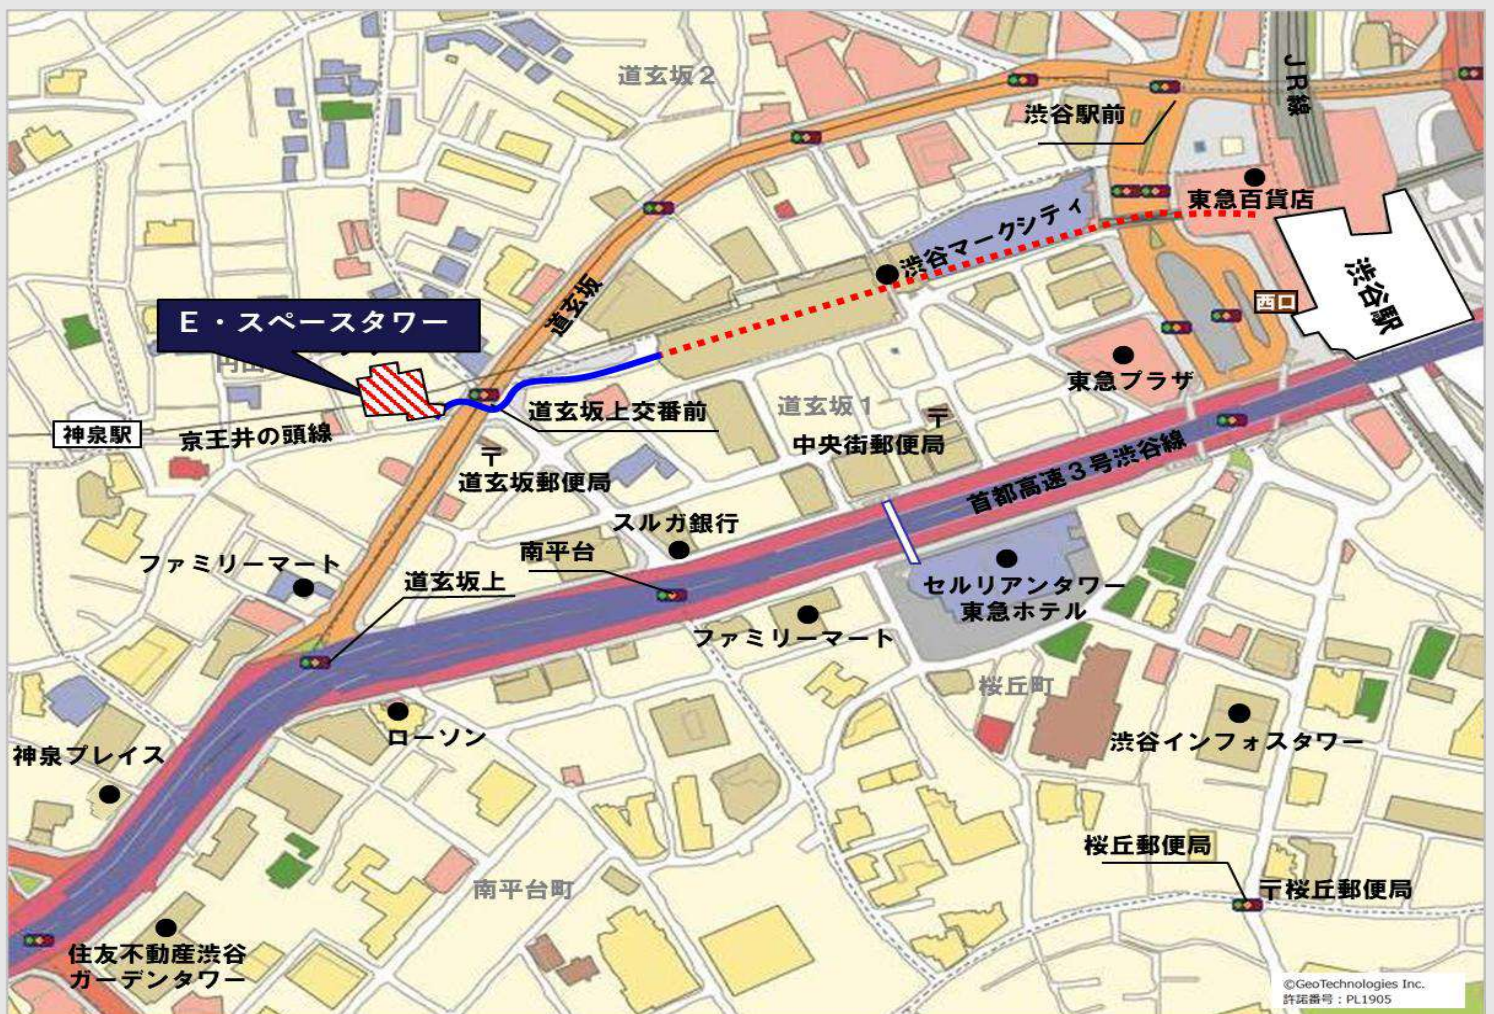 道玄坂2
JR線
渋谷駅前
東急百貨店
渋谷マークシティ
渋谷駅
西口
道玄坂
E・スペースタワー
東急プラザ
道玄坂上交番前
道玄坂1
〒
中央街郵便局
神泉駅
京王井の頭線
〒
道玄坂郵便局
首都高速3号渋谷線
スルガ銀行
南平台
ファミリーマート
道玄坂上
セルリアンタワー
東急ホテル
ファミリーマート
桜丘町
ローソン
渋谷インフォスタワー
神泉プレイス
桜丘郵便局
〒桜丘郵便局
南平台町
住友不動産渋谷
ガーデンタワー
©GeoTechnologies Inc.
許諾番号:PL1905